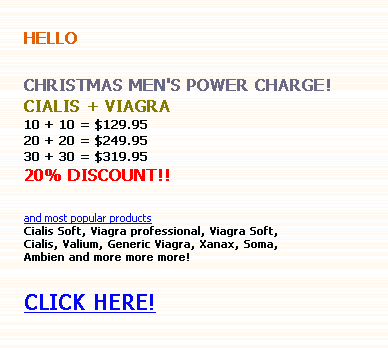 HELLO
CHRISTMAS MEN'S POWER CHARGE!
CIALIS + VIAGRA
10 + 10 = $129.95
20 + 20 = $249.95
30 + 30 = $319.95
20% DISCOUNT!!
and most popular products
Cialis Soft, Viagra professional, Viagra Soft,
Cialis, Valium, Generic Viagra, Xanax, Soma,
Ambien and more more more!
CLICK HERE!